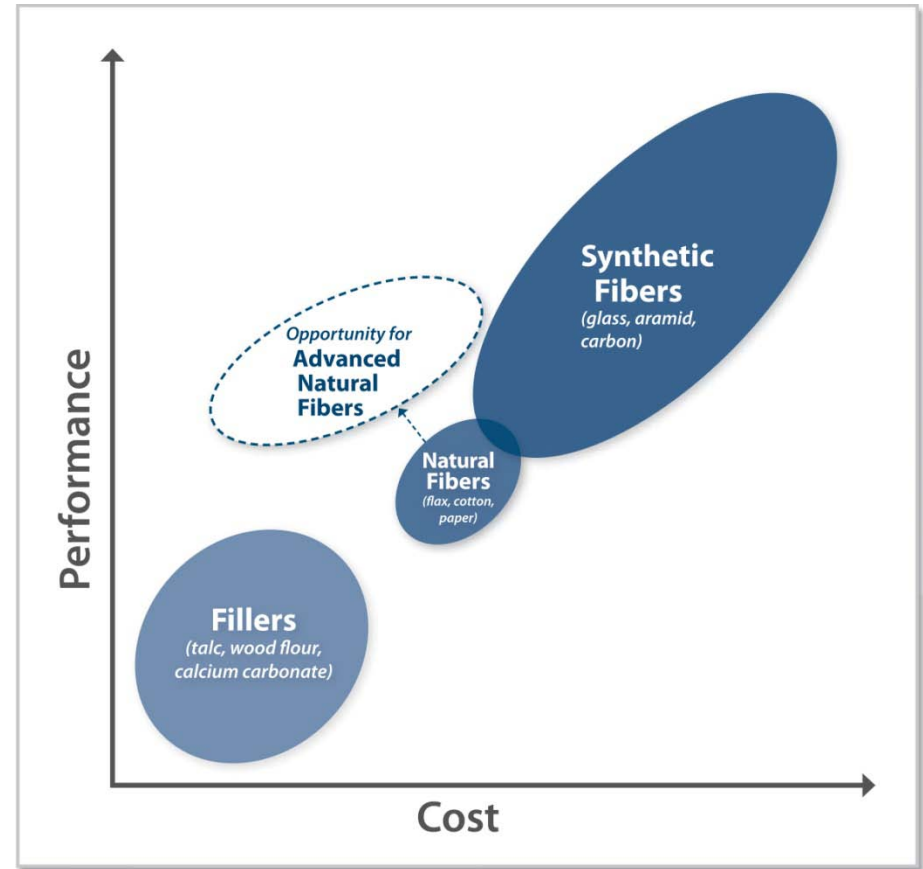 Performance
Synthetic
Fibers
(glass, aramid,
carbon)
Opportunity for
Advanced
Natural
Fibers
Natural
Fibers
(flax, cotton,
paper)
Fillers
(talc, wood flour,
calcium carbonate)
Cost